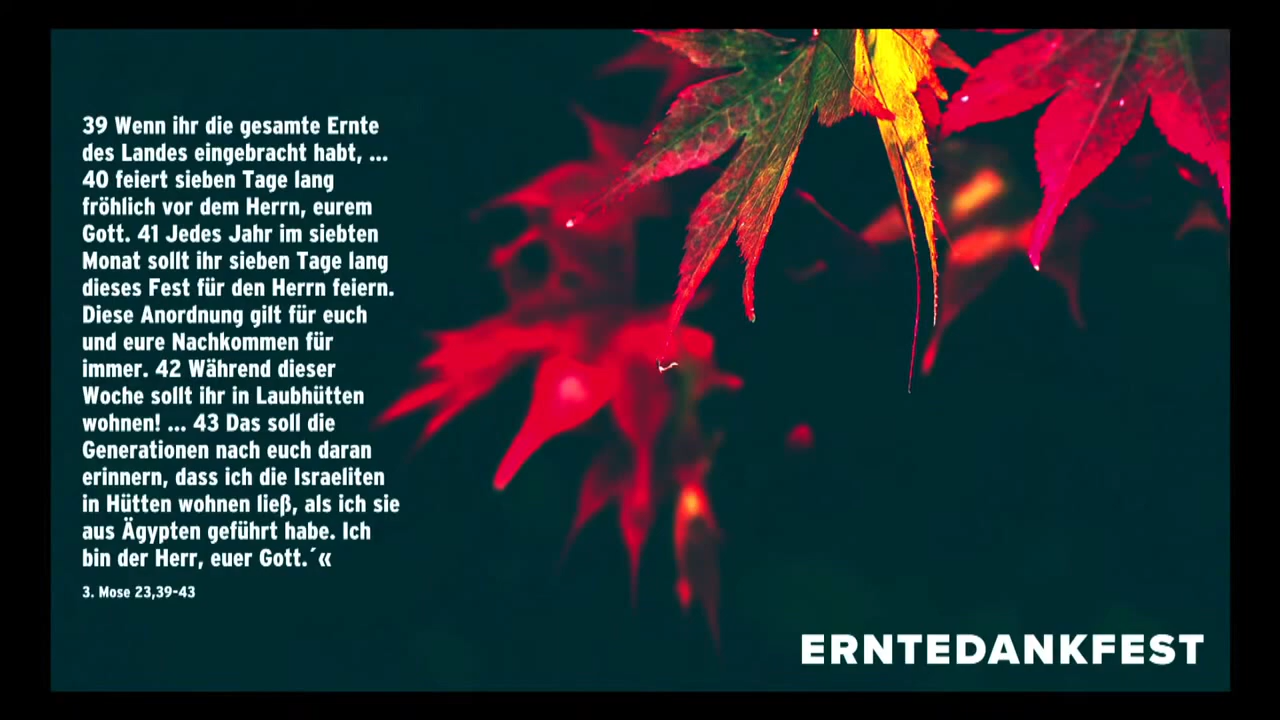 39 Wenn ihr die gesamte Ernte
des Landes eingebracht habt, ...
40 feiert sieben Tage lang
fröhlich vor dem Herrn, eurem
Gott. 41 Jedes Jahr im siebten
Monat sollt ihr sieben Tage lang
dieses Fest für den Herrn feiern.
Diese Anordnung gilt für euch
und eure Nachkommen für
immer. 42 Während dieser
Woche sollt ihr in Laubhütten
wohnen! ... 43 Das soll die
Generationen nach euch daran
erinnern, dass ich die Israeliten
in Hütten wohnen ließ, als ich sie
aus Ägypten geführt habe. Ich
bin der Herr, euer Gott.´«
3. Mose 23,39-43
ERNTEDANKFEST